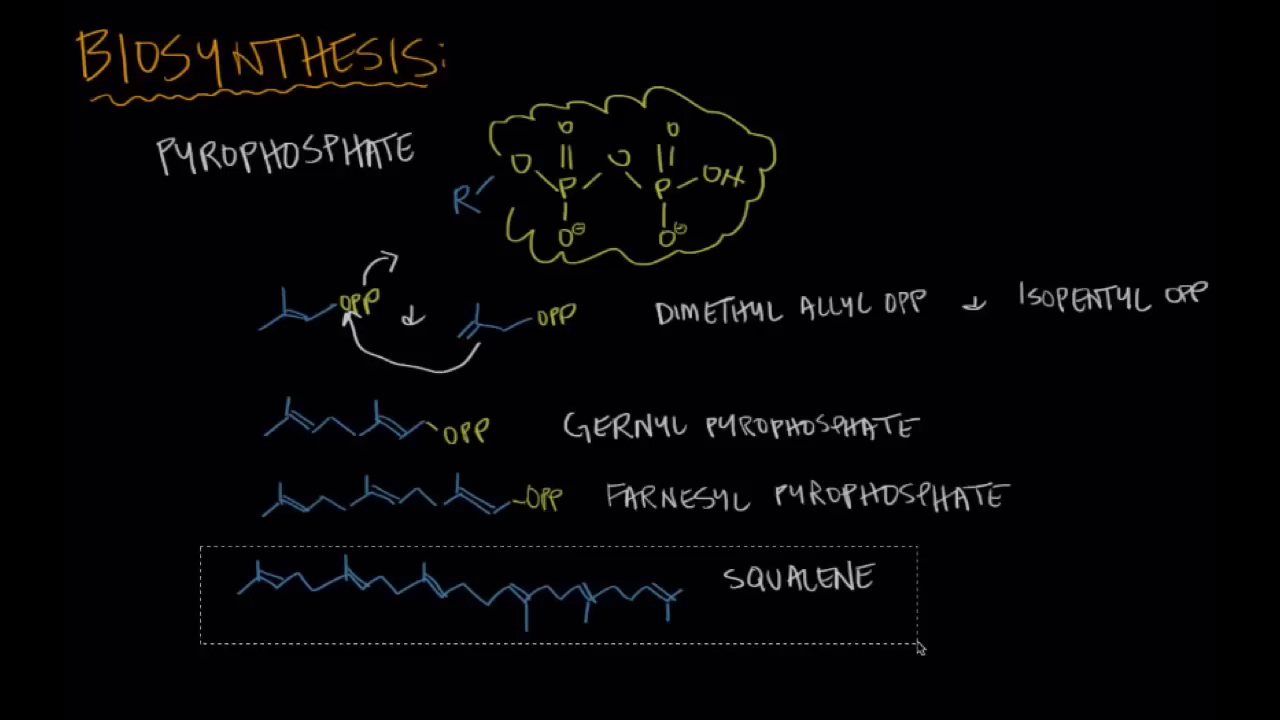 BIOSYNTHESIS:
PYROPHOSPHATE
O O
R O P O P OH
O⊖ O⊖
OPP & OPP DIMETHYL ALLYL OPP & ISOPENTYL OPP
OPP GERNYL PYROPHOSPHATE
OPP FARNESYL PYROPHOSPHATE
SQUALENE